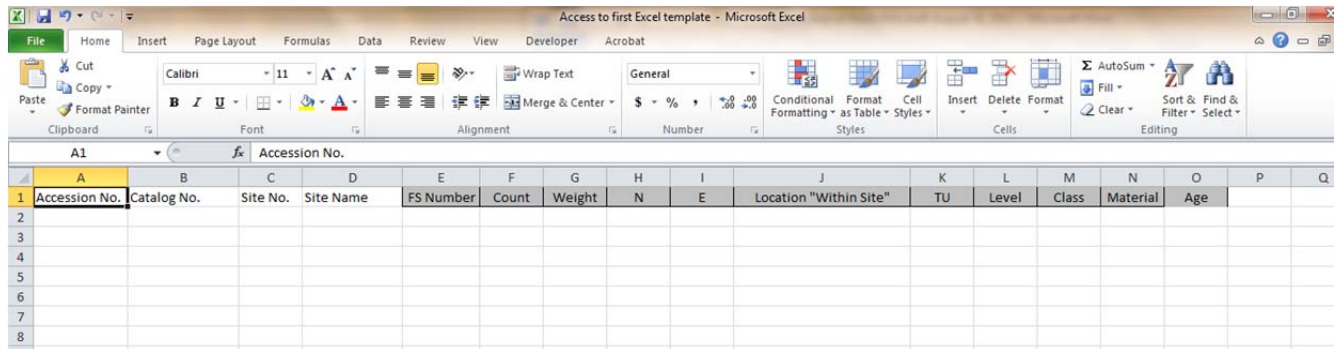 Access to first Excel template - Microsoft Excel
File Home Insert Page Layout Formulas Data Review View Developer Acrobat
Paste
Cut
Copy
Format Painter
Clipboard
Calibri 11 A A
B I U A
Font
Wrap Text
Merge & Center
Alignment
General
$ % , .00 .0
Number
Conditional Formatting
Format as Table
Cell Styles
Styles
Insert Delete Format
Cells
Σ AutoSum
Fill
Clear
Sort & Filter
Find & Select
Editing
A1 fx Accession No.
A B C D E F G H I J K L M N O P Q
1 Accession No. Catalog No. Site No. Site Name FS Number Count Weight N E Location "Within Site" TU Level Class Material Age
2
3
4
5
6
7
8